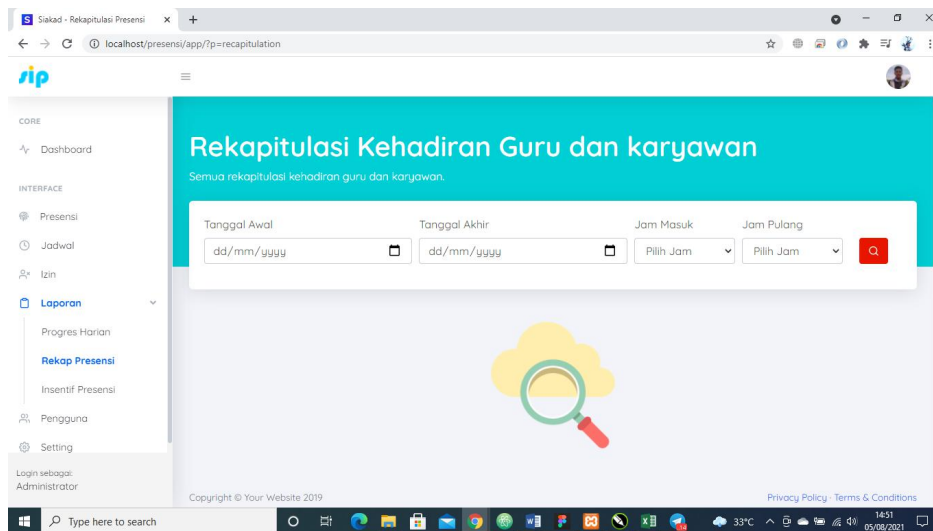 S Siakad - Rekapitulasi Presensi
localhost/presensi/app/?p=recapitulation
sip
CORE
Dashboard
INTERFACE
Presensi
Jadwal
Izin
Laporan
Progres Harian
Rekap Presensi
Insentif Presensi
Pengguna
Setting
Login sebagai:
Administrator
Rekapitulasi Kehadiran Guru dan karyawan
Semua rekapitulasi kehadiran guru dan karyawan.
Tanggal Awal Tanggal Akhir Jam Masuk Jam Pulang
dd/mm/yyyy dd/mm/yyyy Pilih Jam Pilih Jam
Copyright © Your Website 2019 Privacy Policy · Terms & Conditions
Type here to search 33°C 14:51
05/08/2021